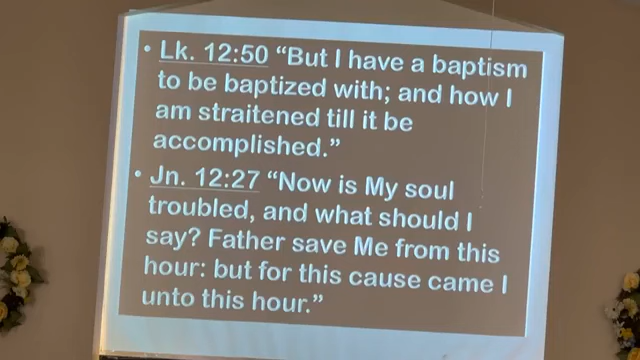 • Lk. 12:50 “But I have a baptism
to be baptized with; and how I
am straitened till it be
accomplished.”
• Jn. 12:27 “Now is My soul
troubled, and what should I
say? Father save Me from this
hour: but for this cause came I
unto this hour.”